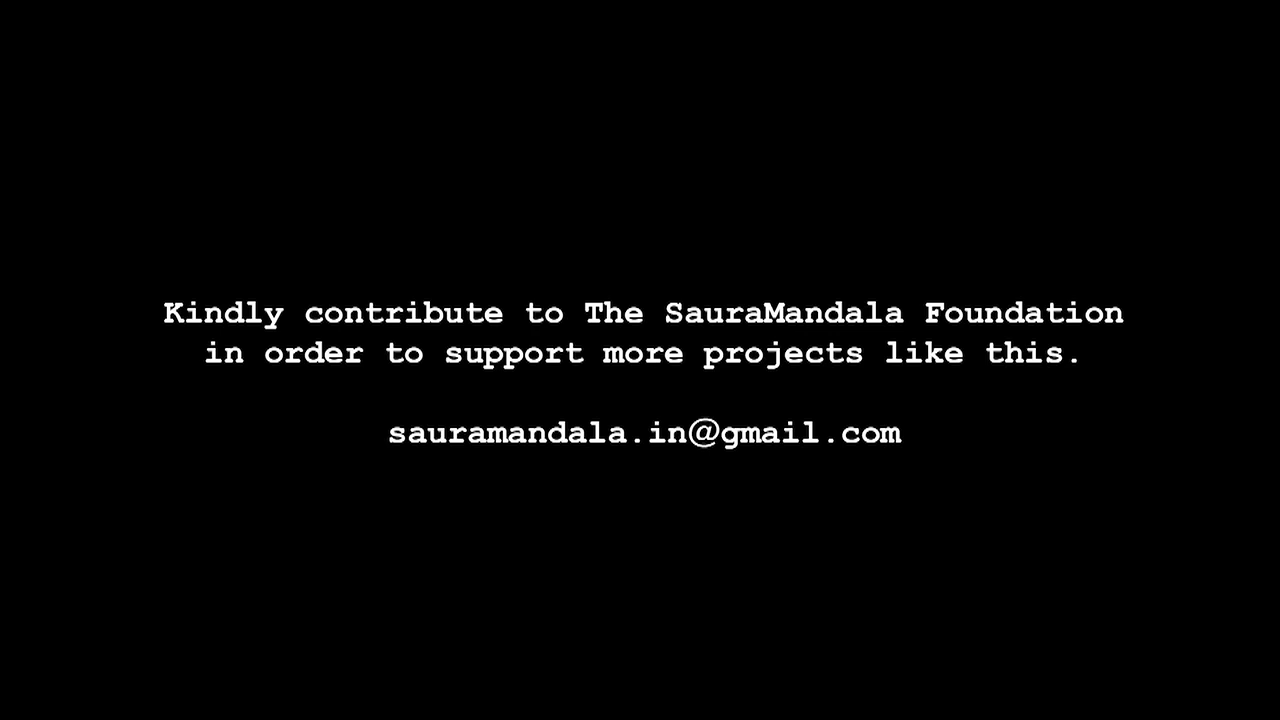 Kindly contribute to The SauraMandala Foundation
in order to support more projects like this.
sauramandala.in@gmail.com